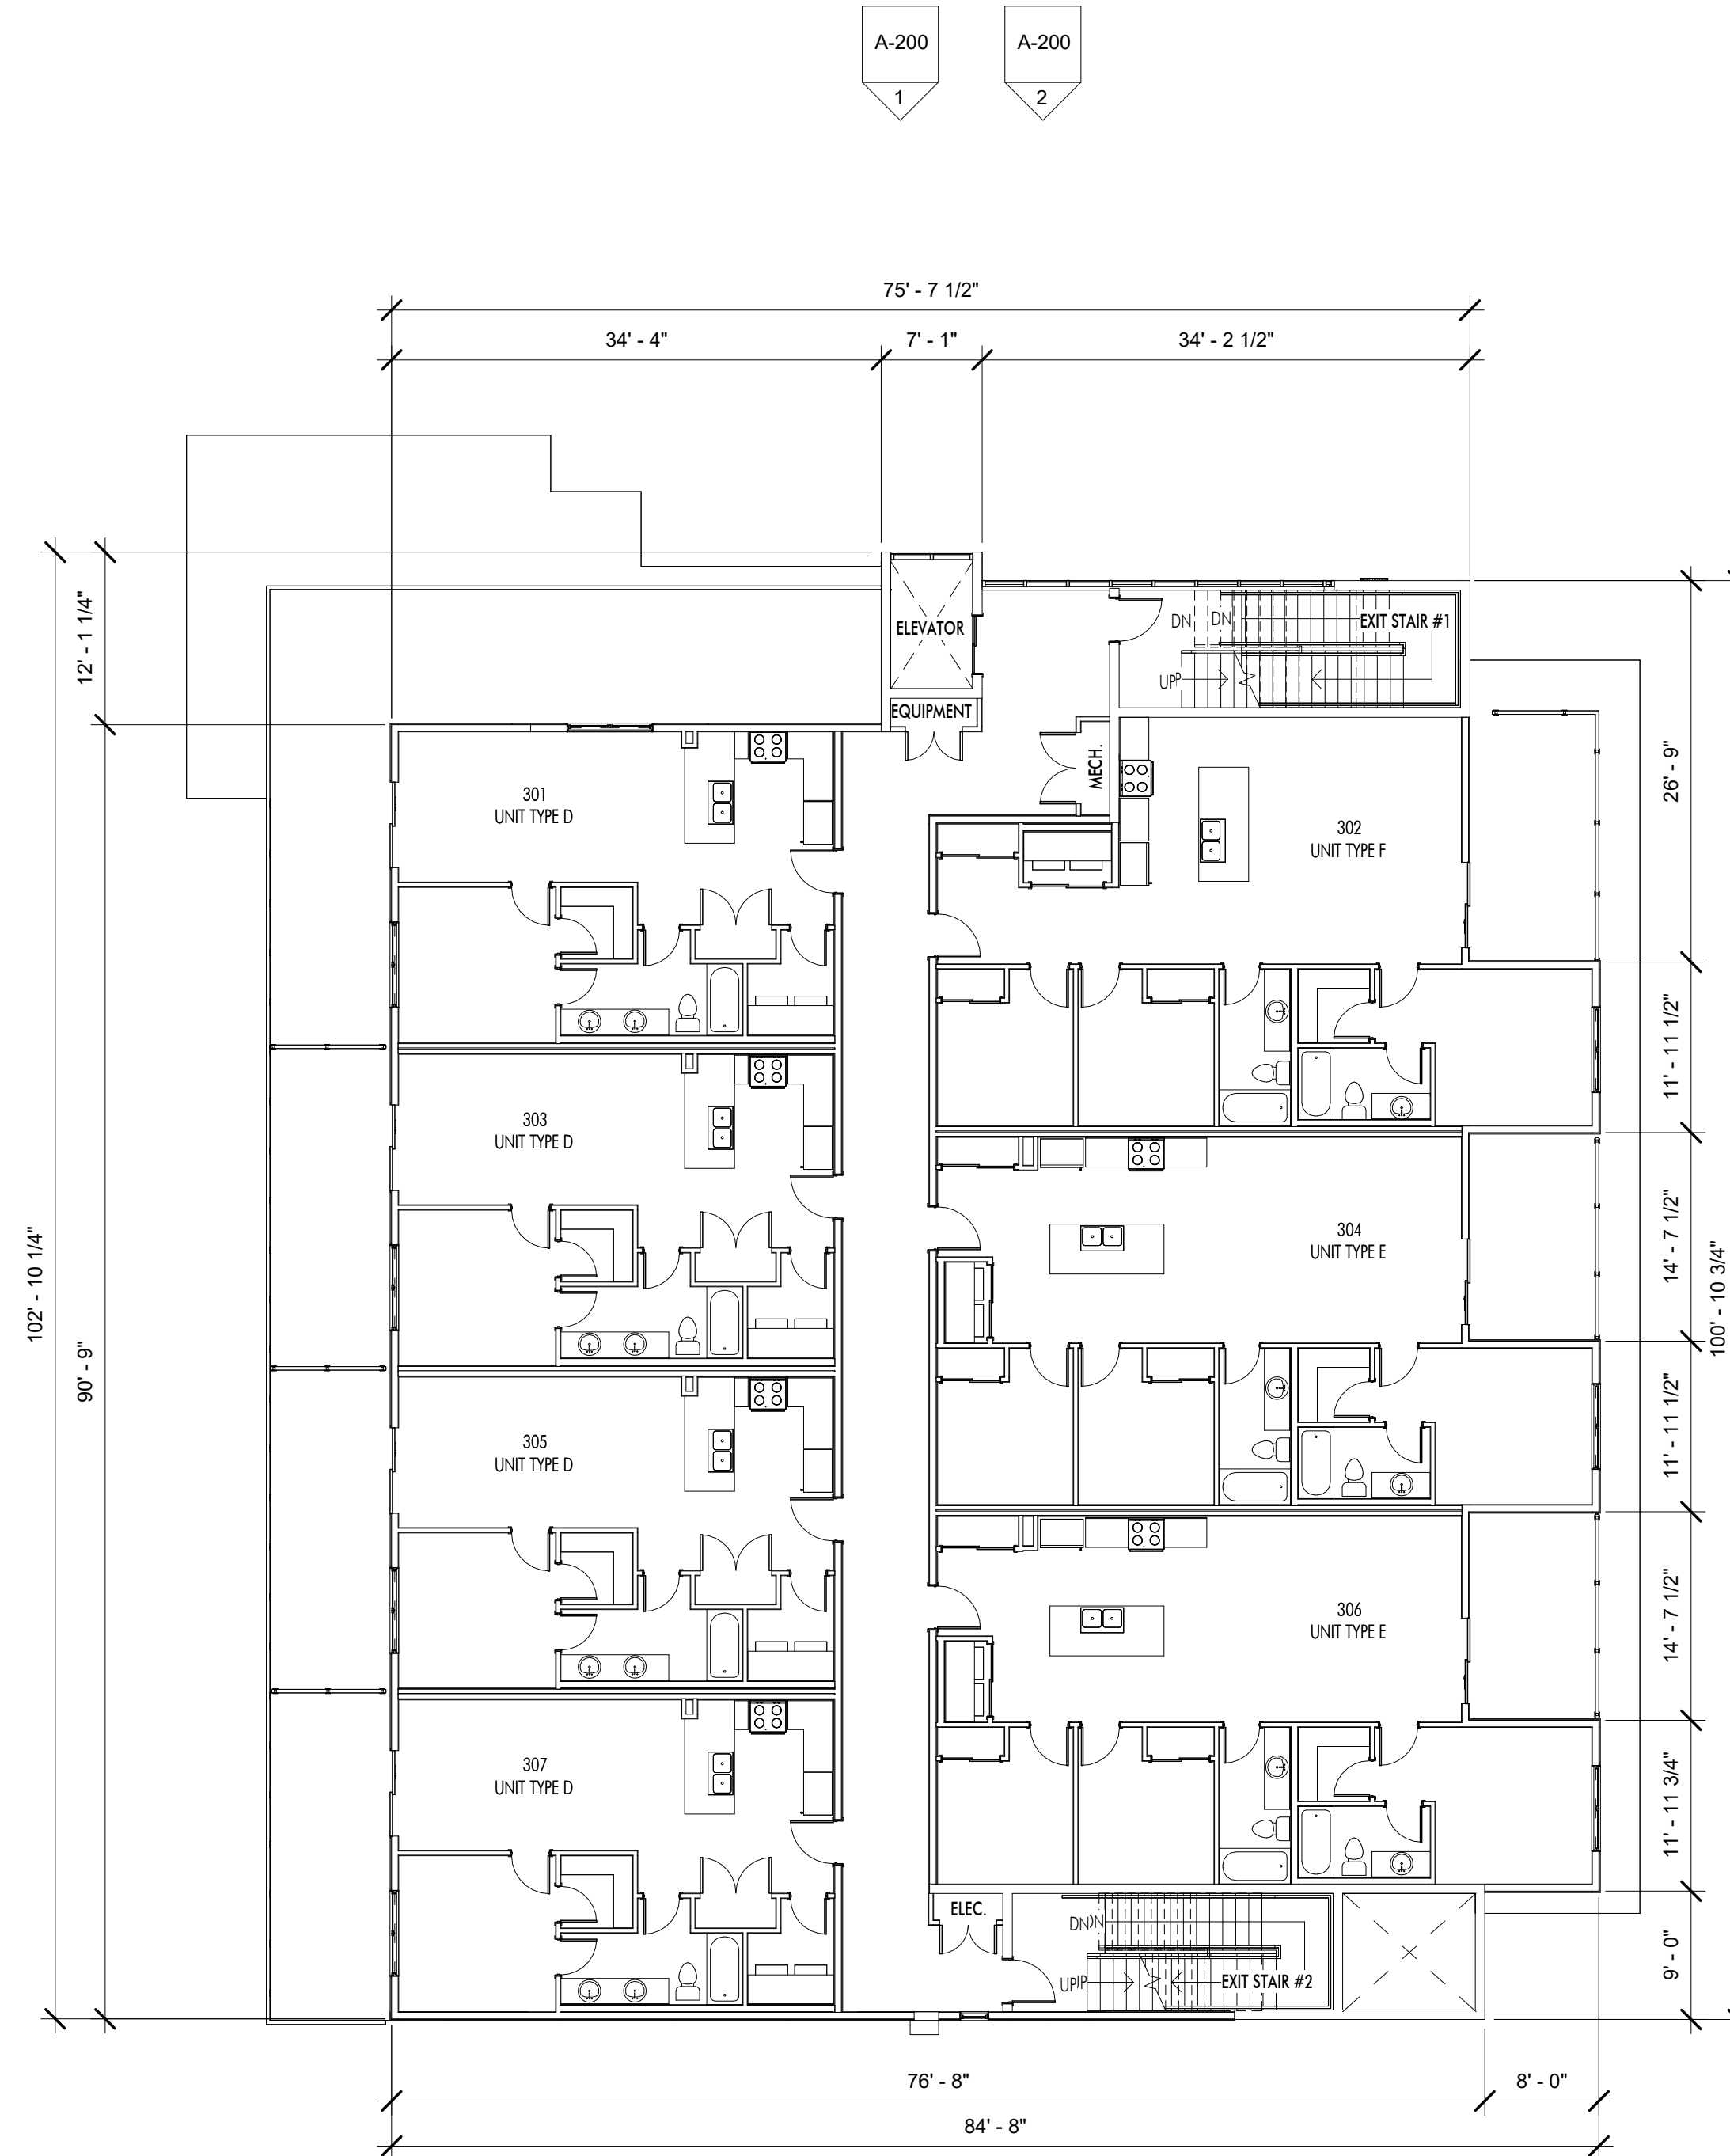 A-200
A-200
1
2
75' - 7 1/2"
34' - 4"
7' - 1"
34' - 2 1/2"
12' - 1 1/4"
ELEVATOR
DN
DN
EXIT STAIR #1
UP
EQUIPMENT
MECH.
26' - 9"
301
UNIT TYPE D
302
UNIT TYPE F
11' - 11 1/2"
303
UNIT TYPE D
304
UNIT TYPE E
14' - 7 1/2"
102' - 10 1/4"
90' - 9"
100' - 10 3/4"
305
UNIT TYPE D
11' - 11 1/2"
306
UNIT TYPE E
14' - 7 1/2"
307
UNIT TYPE D
11' - 11 3/4"
ELEC.
DN
UP
EXIT STAIR #2
9' - 0"
76' - 8"
8' - 0"
84' - 8"